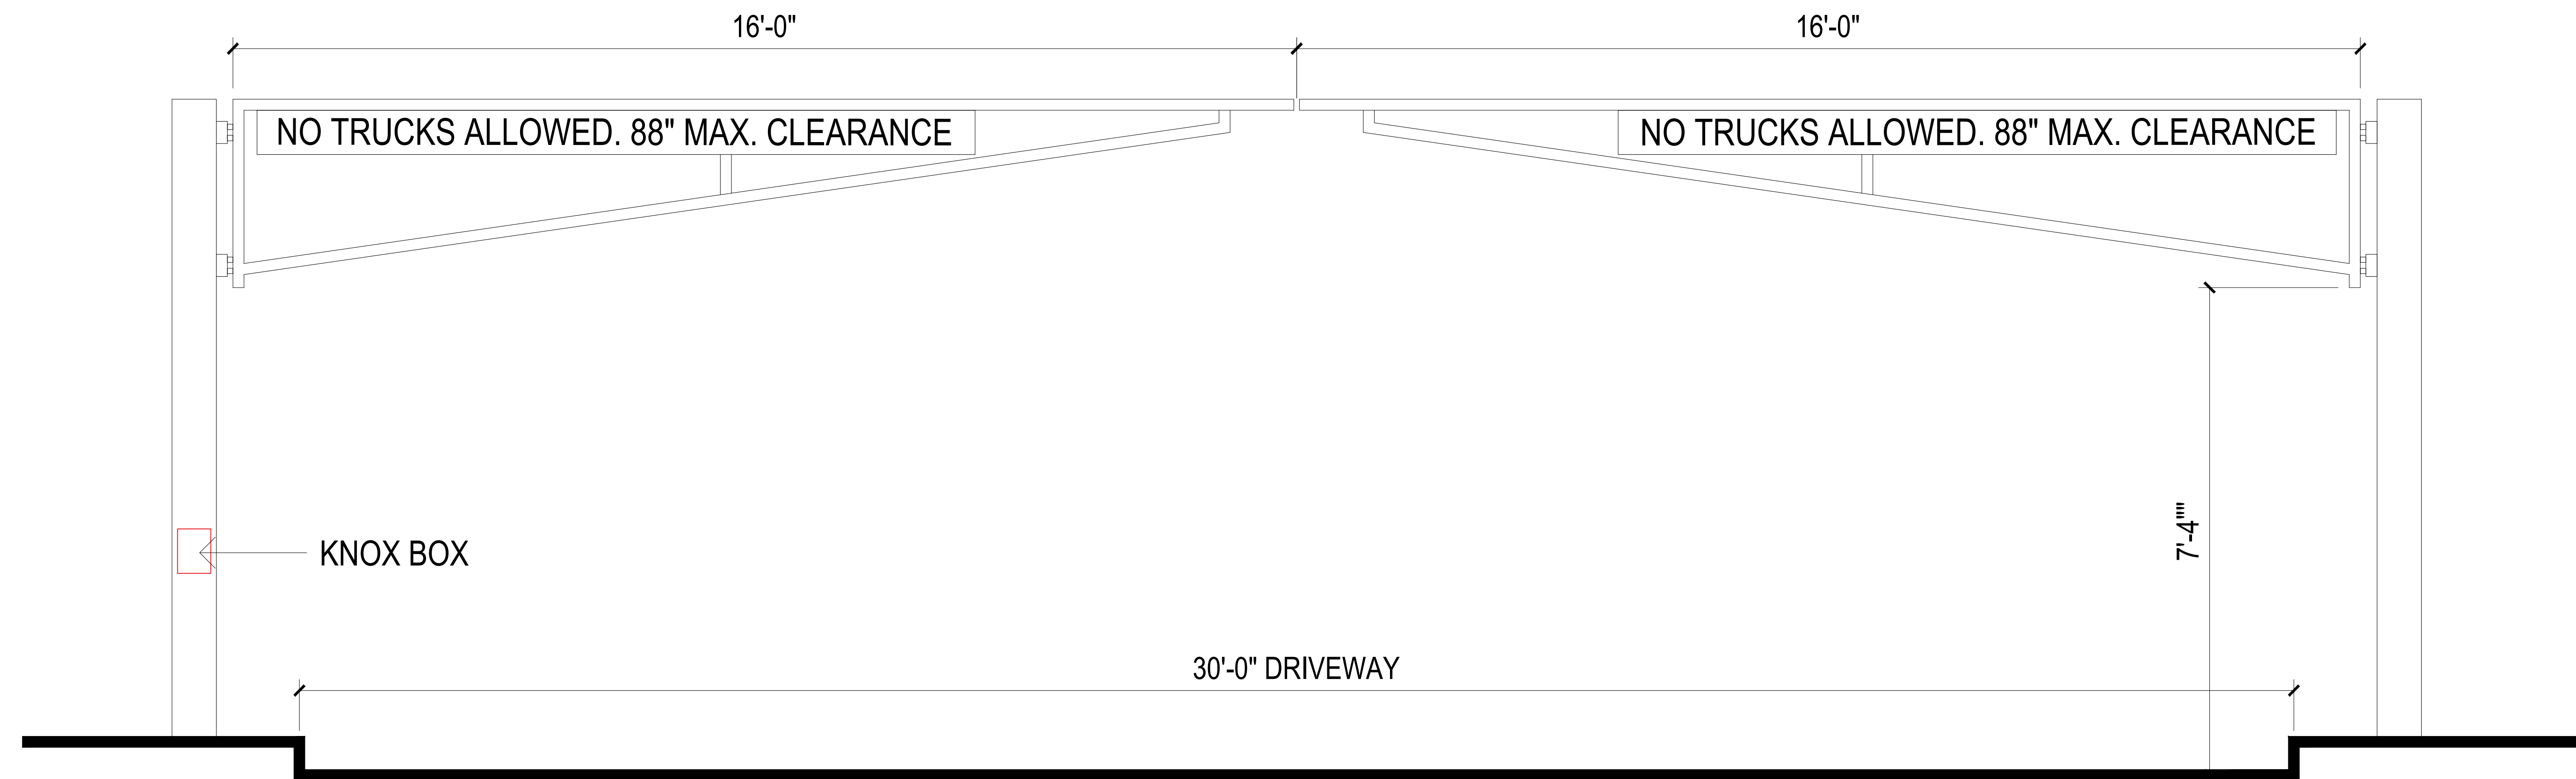 16'-0"
16'-0"
NO TRUCKS ALLOWED. 88" MAX. CLEARANCE
NO TRUCKS ALLOWED. 88" MAX. CLEARANCE
KNOX BOX
7'-4""
30'-0" DRIVEWAY